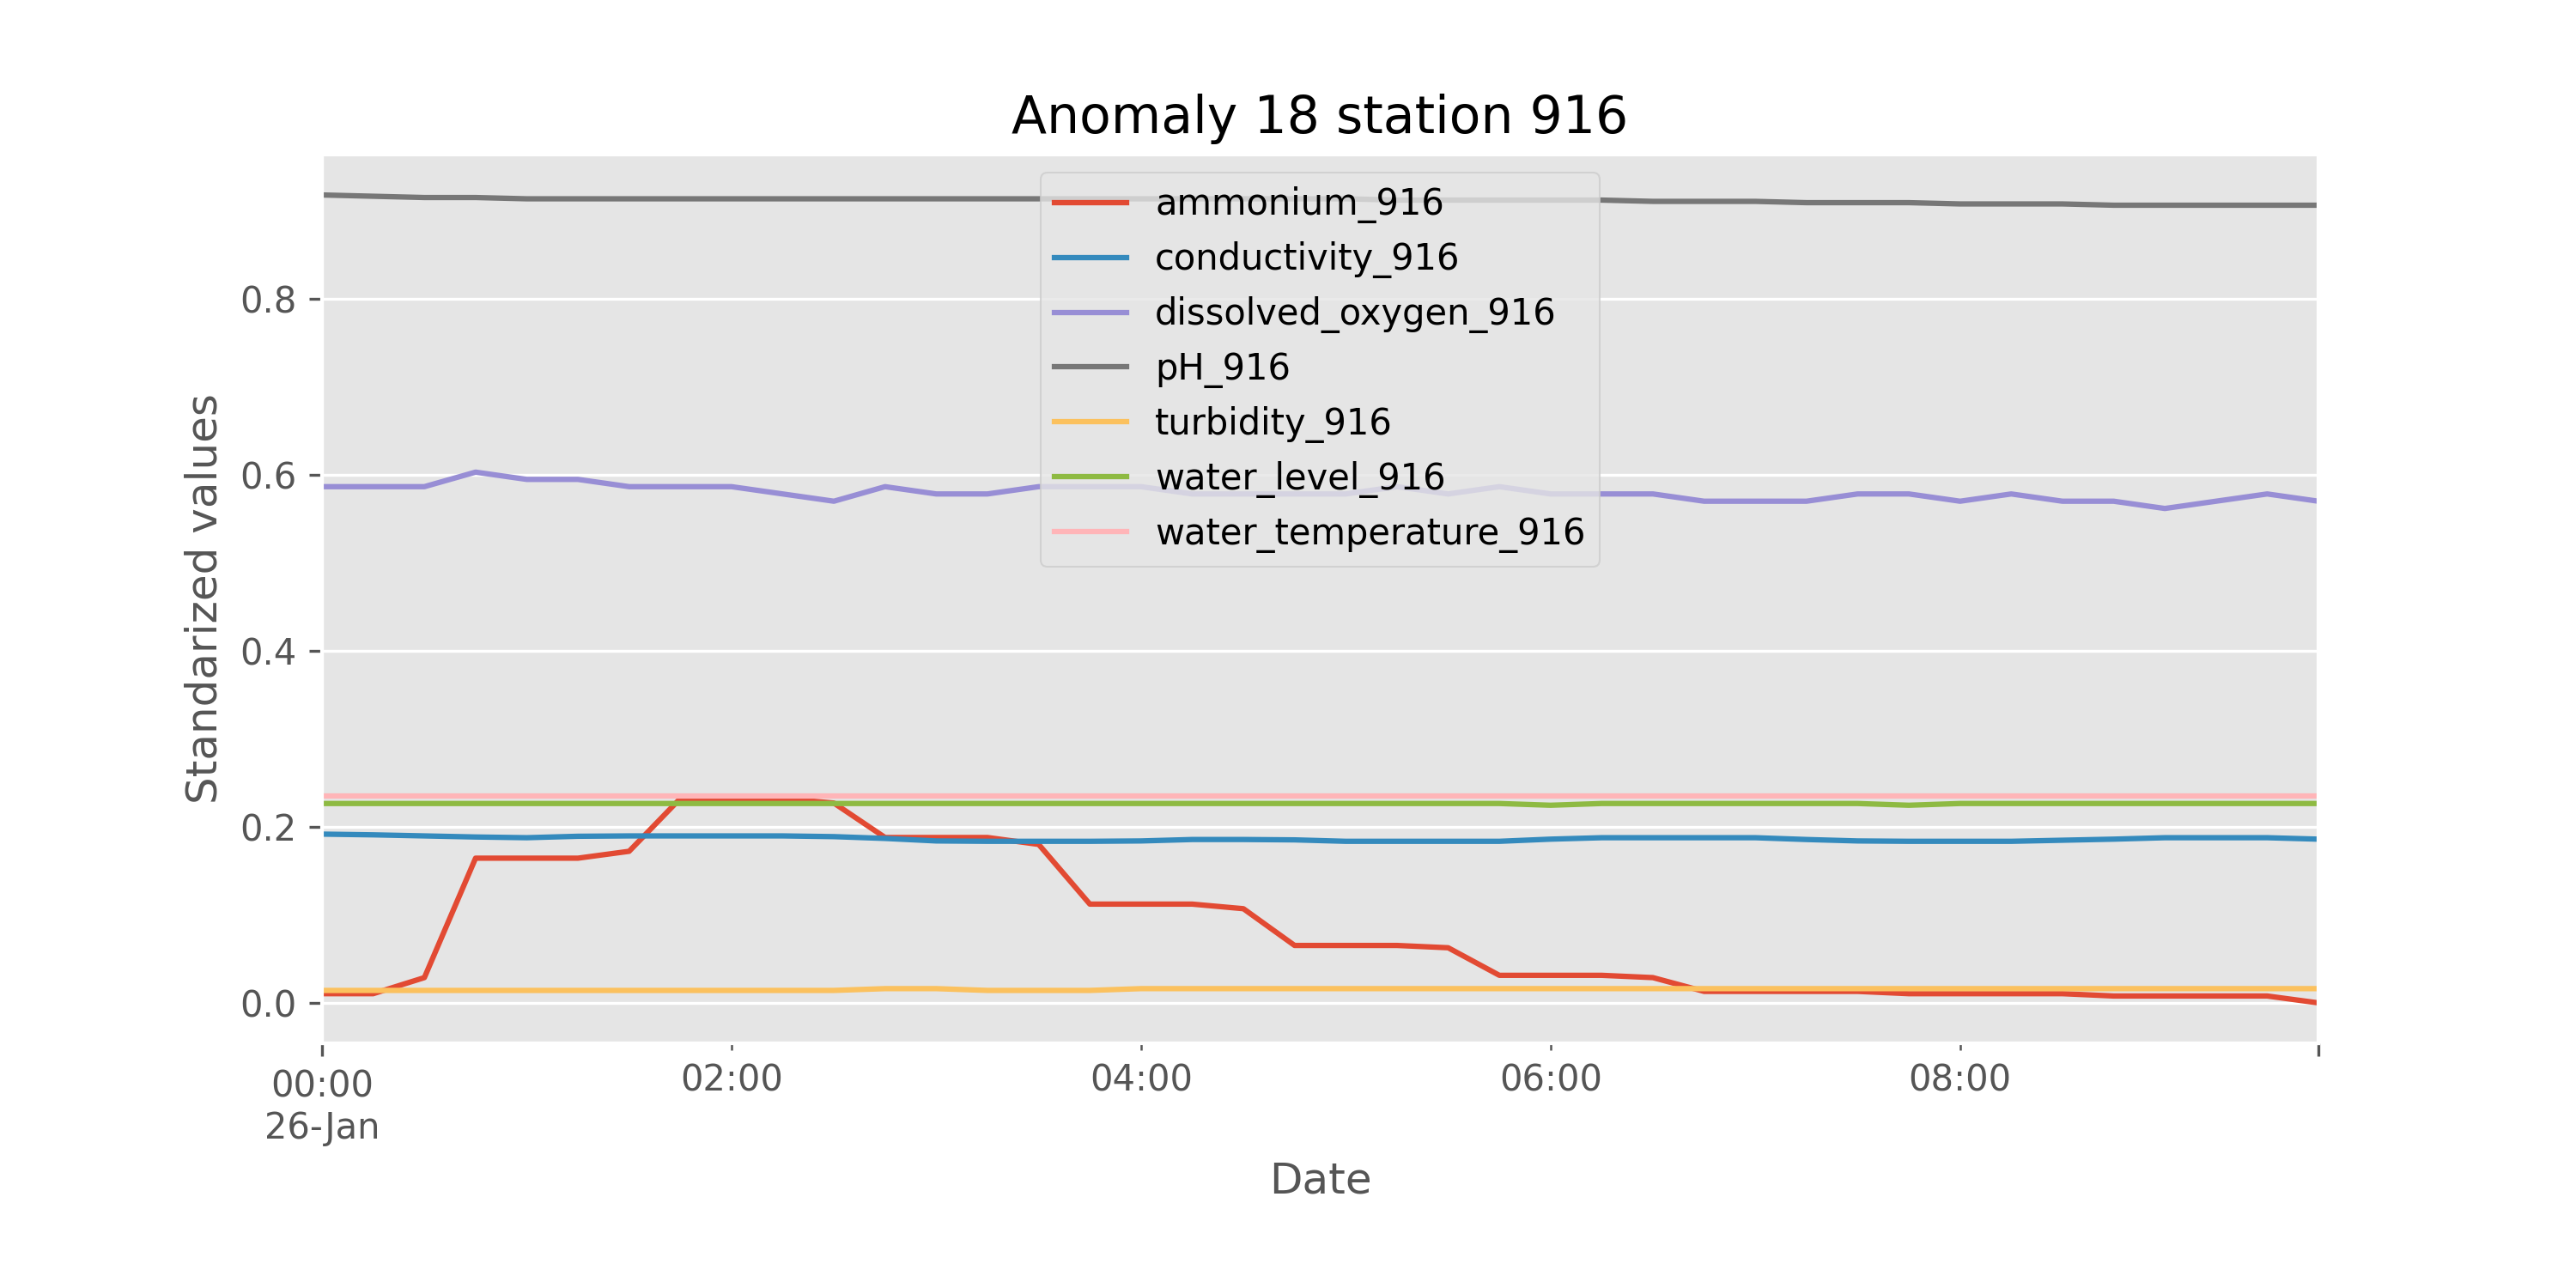 Anomaly 18 station 916
ammonium_916
conductivity_916
dissolved_oxygen_916
pH_916
turbidity_916
water_level_916
water_temperature_916
Standarized values
0.8
0.6
0.4
0.2
0.0
00:00
02:00
04:00
06:00
08:00
26-Jan
Date